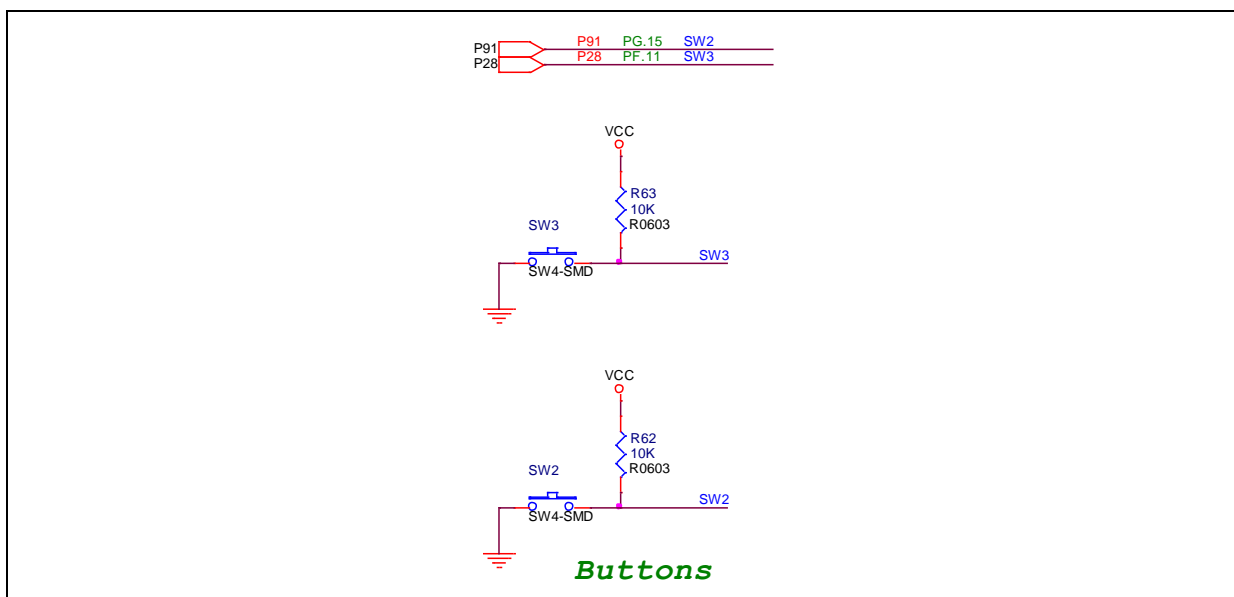 P91 P91 PG.15 SW2
P28 P28 PF.11 SW3
VCC
R63
10K
R0603
SW3
SW3
SW4-SMD
VCC
R62
10K
R0603
SW2
SW2
SW4-SMD
Buttons